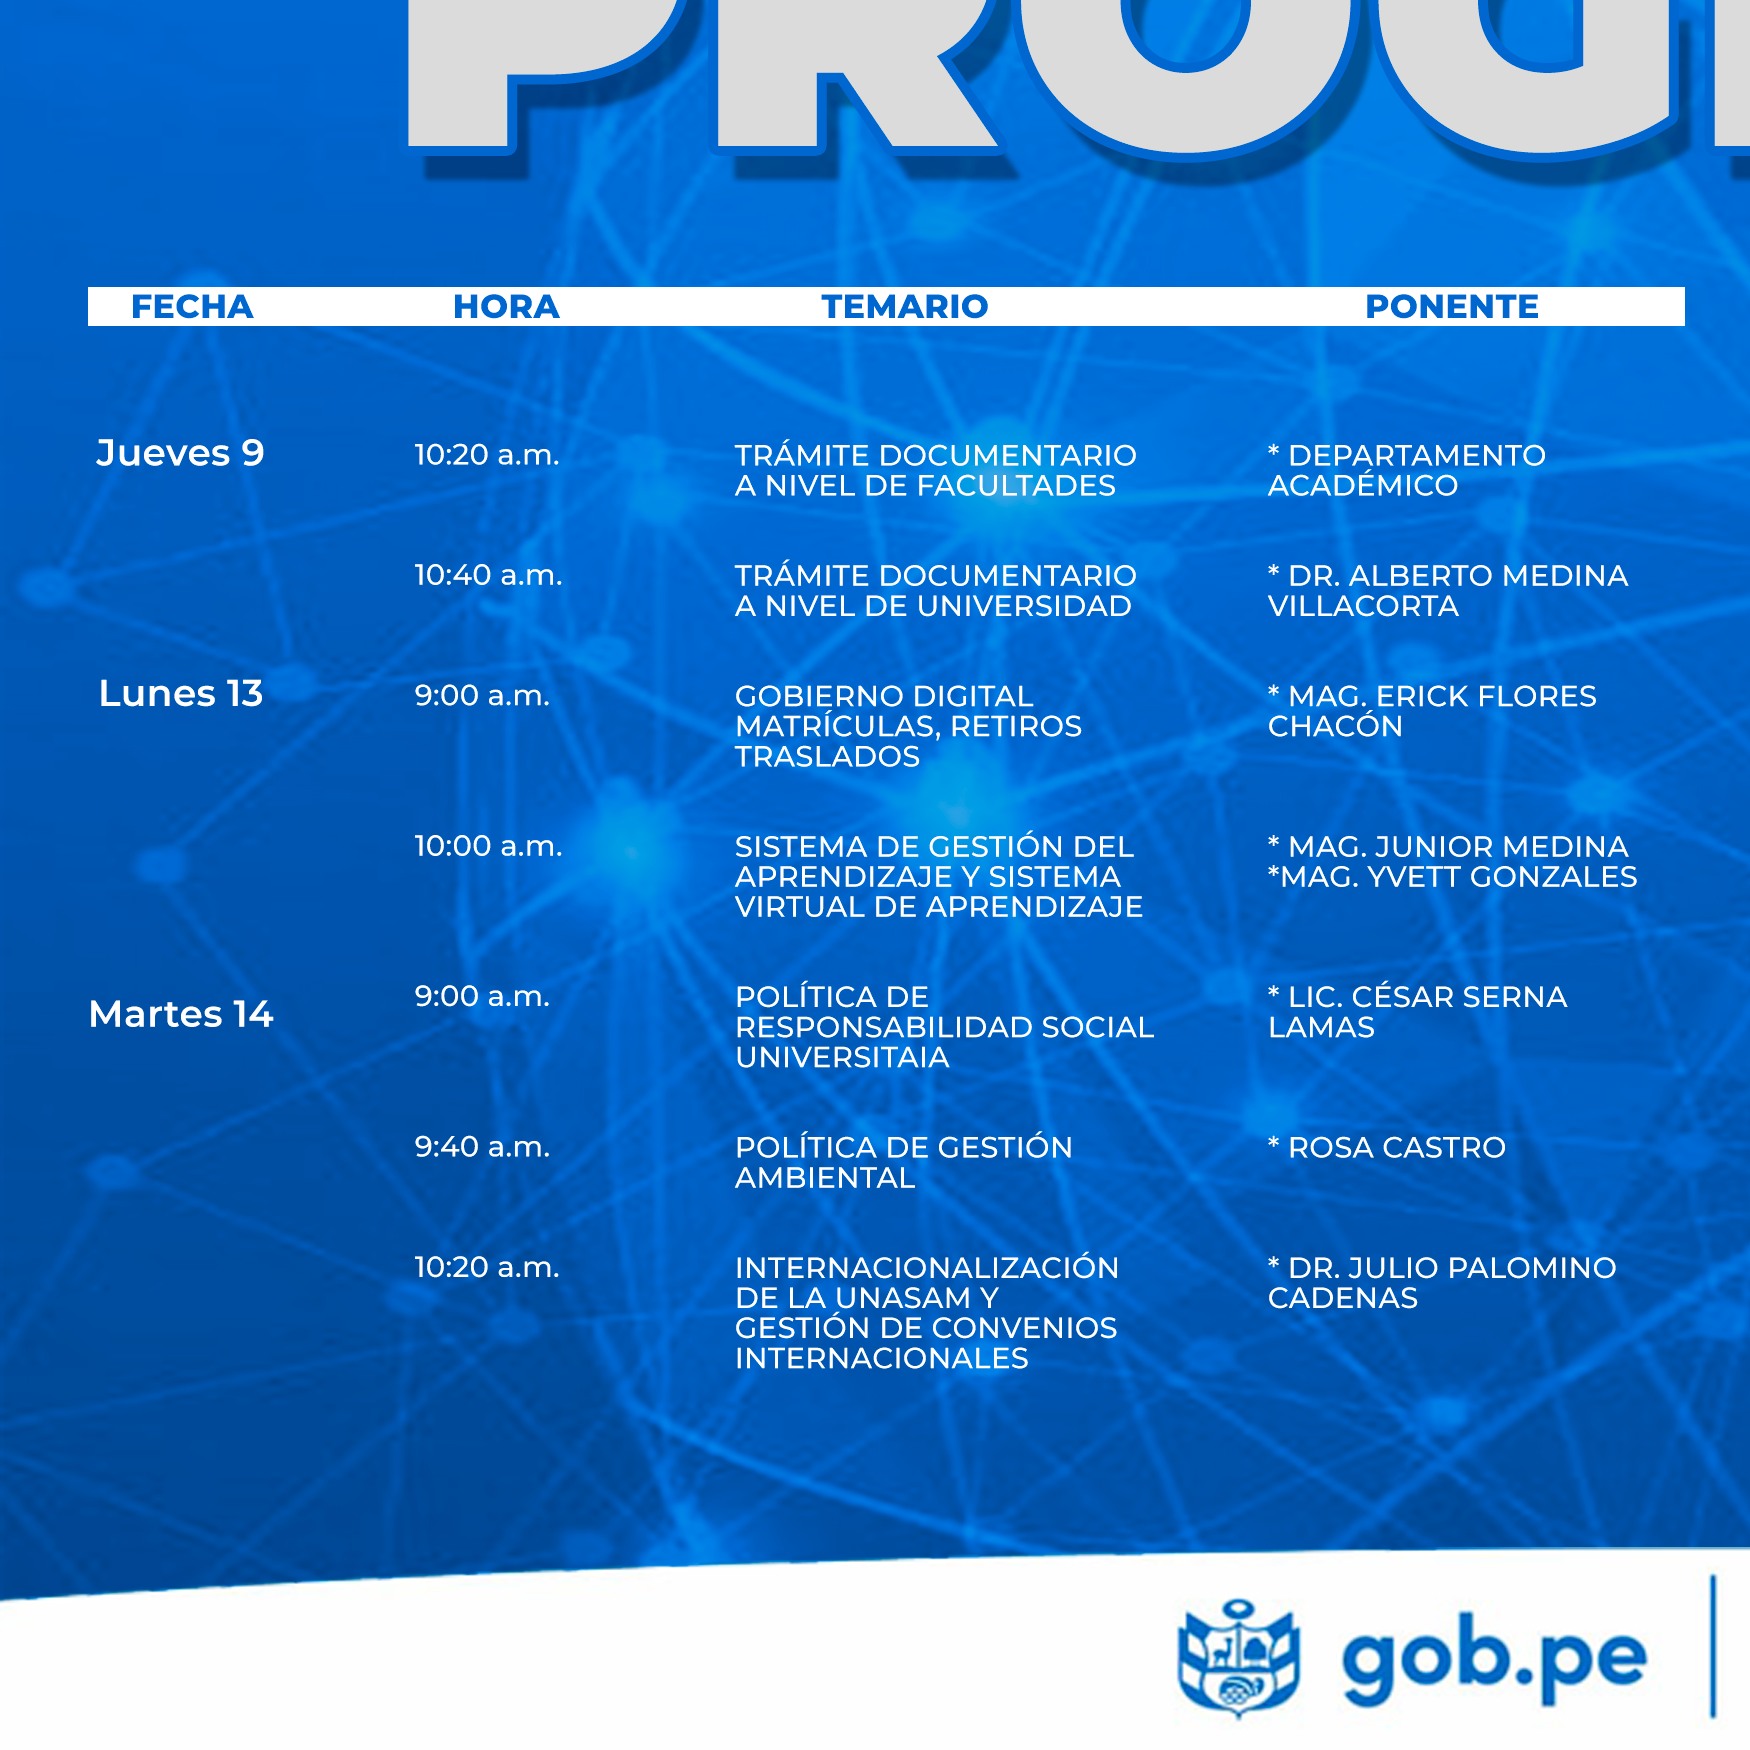 PROG
FECHA HORA TEMARIO PONENTE
Jueves 9 10:20 a.m. TRÁMITE DOCUMENTARIO * DEPARTAMENTO
A NIVEL DE FACULTADES ACADÉMICO
10:40 a.m. TRÁMITE DOCUMENTARIO * DR. ALBERTO MEDINA
A NIVEL DE UNIVERSIDAD VILLACORTA
Lunes 13 9:00 a.m. GOBIERNO DIGITAL * MAG. ERICK FLORES
MATRÍCULAS, RETIROS CHACÓN
TRASLADOS
10:00 a.m. SISTEMA DE GESTIÓN DEL * MAG. JUNIOR MEDINA
APRENDIZAJE Y SISTEMA *MAG. YVETT GONZALES
VIRTUAL DE APRENDIZAJE
Martes 14 9:00 a.m. POLÍTICA DE * LIC. CÉSAR SERNA
RESPONSABILIDAD SOCIAL LAMAS
UNIVERSITAIA
9:40 a.m. POLÍTICA DE GESTIÓN * ROSA CASTRO
AMBIENTAL
10:20 a.m. INTERNACIONALIZACIÓN * DR. JULIO PALOMINO
DE LA UNASAM Y CADENAS
GESTIÓN DE CONVENIOS
INTERNACIONALES
gob.pe